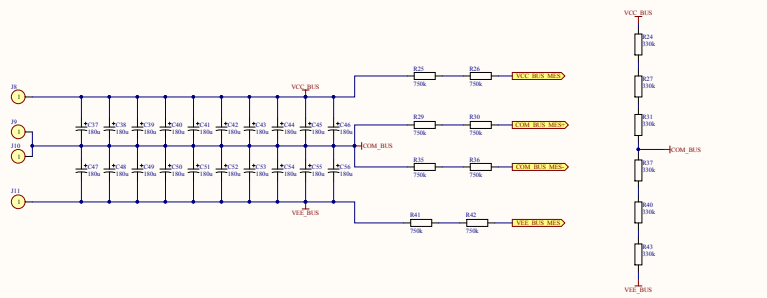 VCC_BUS
R24
330k
R25
R26
VCC_BUS_MES
750k
750k
R27
330k
J8
1
VCC_BUS
R29
R30
COM_BUS_MES+
750k
750k
R31
330k
J9
1
C37
180u
C38
180u
C39
180u
C40
180u
C41
180u
C42
180u
C43
180u
C44
180u
C45
180u
C46
180u
J10
1
COM_BUS
COM_BUS
R35
R36
COM_BUS_MES-
750k
750k
R37
330k
C47
180u
C48
180u
C49
180u
C50
180u
C51
180u
C52
180u
C53
180u
C54
180u
C55
180u
C56
180u
J11
1
VEE_BUS
R40
330k
R41
R42
VEE_BUS_MES
750k
750k
R43
330k
VEE_BUS